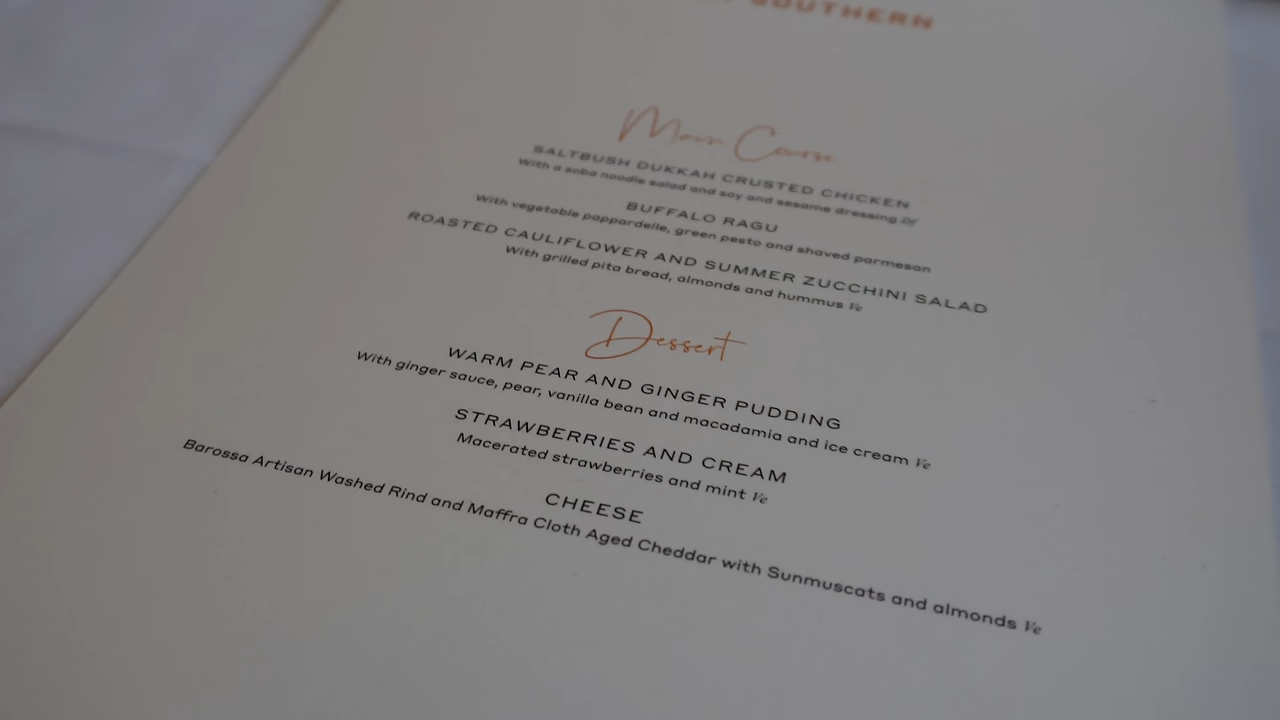 SOUTHERN
Main Course
SALTBUSH DUKKAH CRUSTED CHICKEN
With a soba noodle salad and soy and sesame dressing Df
BUFFALO RAGU
With vegetable pappardelle, green pesto and shaved parmesan
ROASTED CAULIFLOWER AND SUMMER ZUCCHINI SALAD
With grilled pita bread, almonds and hummus Ve
Dessert
WARM PEAR AND GINGER PUDDING
With ginger sauce, pear, vanilla bean and macadamia and ice cream Ve
STRAWBERRIES AND CREAM
Macerated strawberries and mint Ve
CHEESE
Barossa Artisan Washed Rind and Maffra Cloth Aged Cheddar with Sunmuscats and almonds Ve